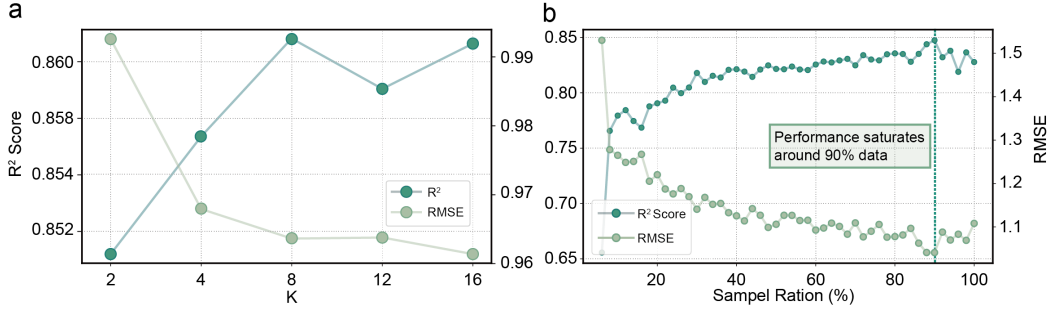 a
0.860
0.858
0.854
0.852
R² Score
0.99
0.98
0.97
0.96
R²
RMSE
2
4
8
12
16
K
b
0.85
0.80
0.75
0.70
0.65
1.5
1.4
1.3
1.2
1.1
RMSE
Performance saturates
around 90% data
R² Score
RMSE
20
40
60
80
100
Sampel Ration (%)